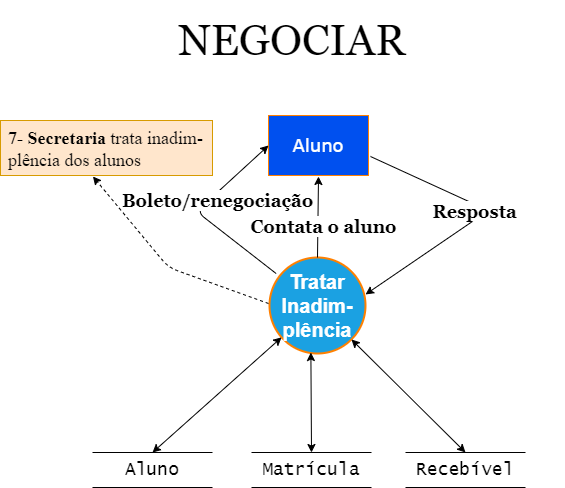 NEGOCIAR
7- Secretaria trata inadim-
plência dos alunos
Aluno
Boleto/renegociação
Contata o aluno
Resposta
Tratar
Inadim-
plência
Aluno
Matrícula
Recebível